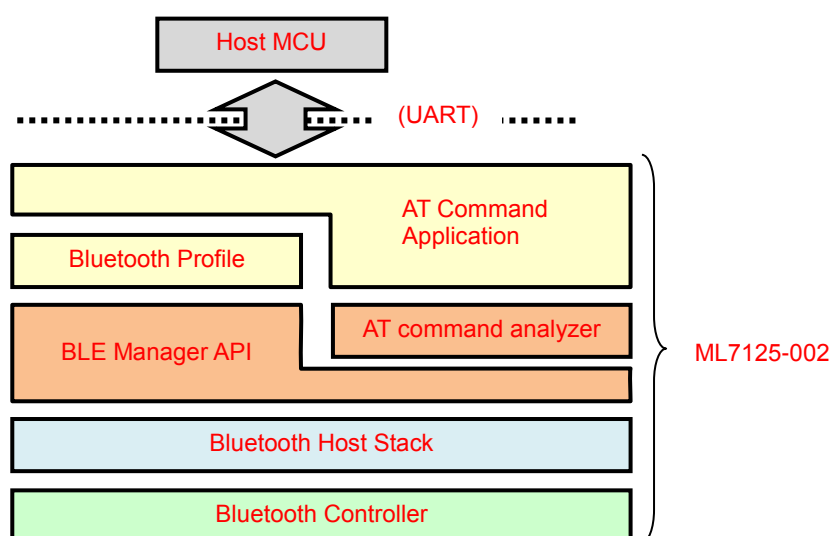 Host MCU
(UART)
AT Command
Application
Bluetooth Profile
AT command analyzer
BLE Manager API
ML7125-002
Bluetooth Host Stack
Bluetooth Controller